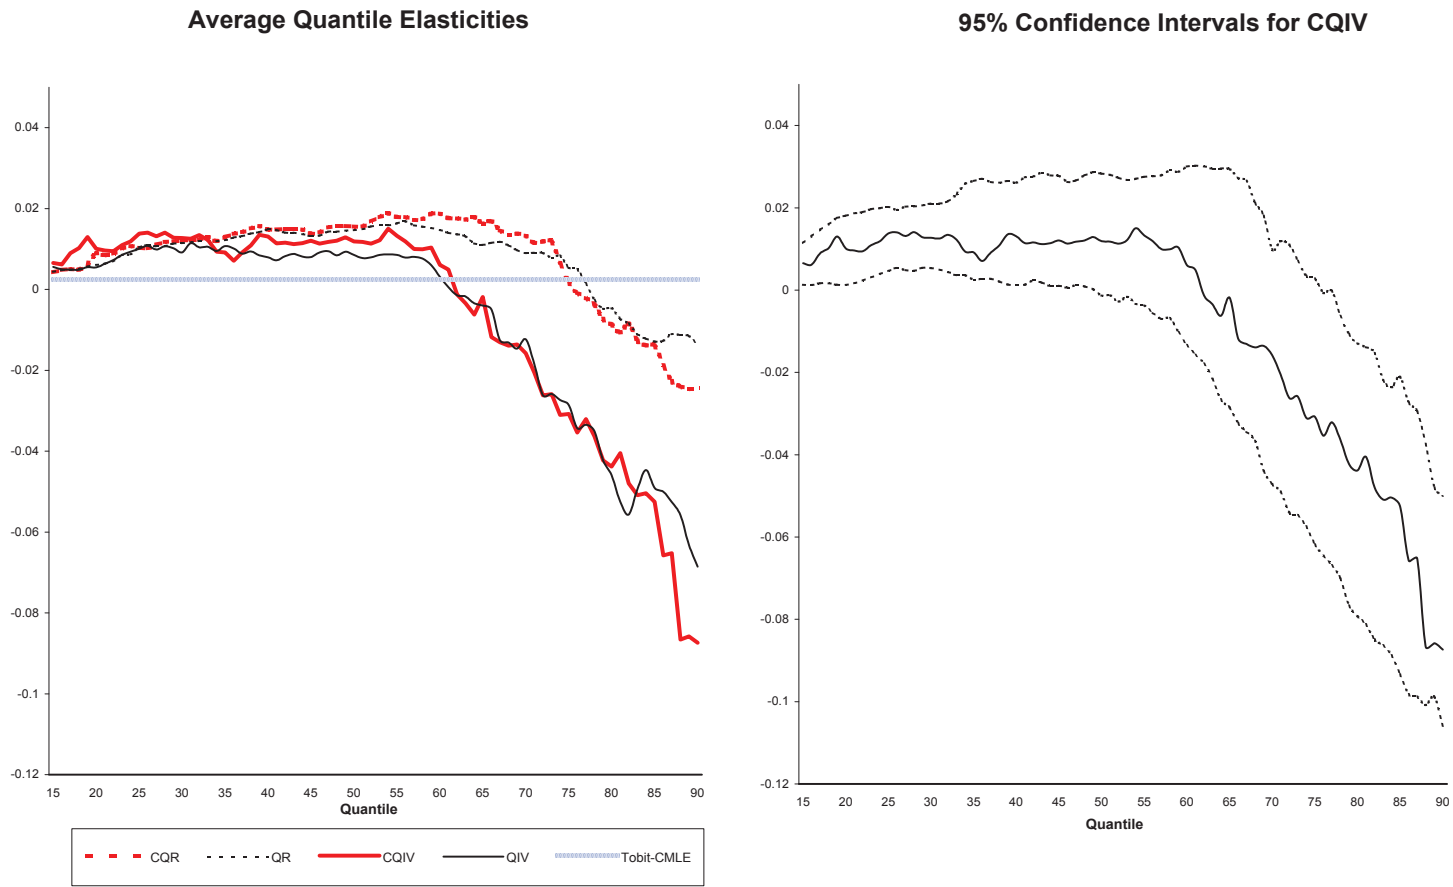 Average Quantile Elasticities
0.04
0.02
0
-0.02
-0.04
-0.06
-0.08
-0.1
-0.12
15 20 25 30 35 40 45 50 55 60 65 70 75 80 85 90
Quantile
CQR QR CQIV QIV Tobit-CMLE
95% Confidence Intervals for CQIV
0.04
0.02
0
-0.02
-0.04
-0.06
-0.08
-0.1
-0.12
15 20 25 30 35 40 45 50 55 60 65 70 75 80 85 90
Quantile